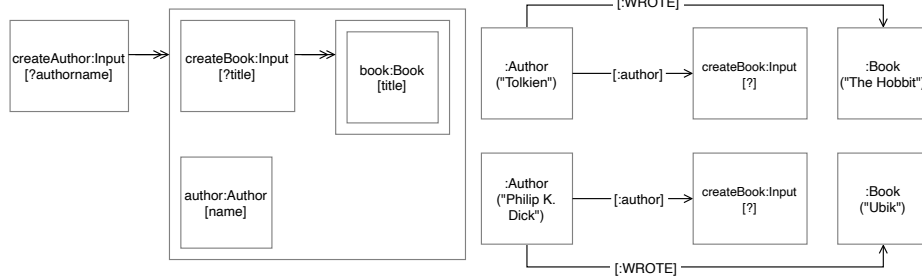 createAuthor:Input
[?authorname]
createBook:Input
[?title]
book:Book
[title]
author:Author
[name]
[:WROTE]
:Author
("Tolkien")
[:author]
createBook:Input
[?]
:Book
("The Hobbit")
:Author
("Philip K.
Dick")
[:author]
createBook:Input
[?]
:Book
("Ubik")
[:WROTE]